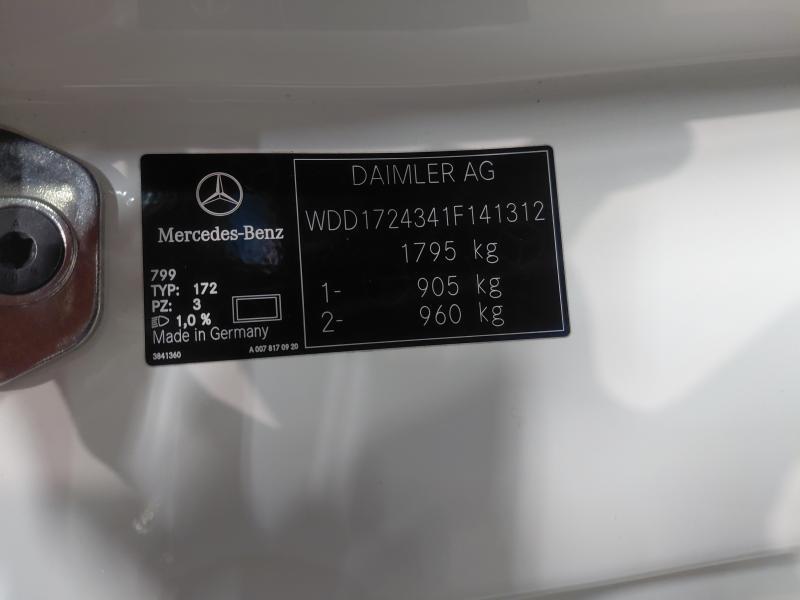 DAIMLER AG
WDD1724341F141312
1795 kg
1- 905 kg
2- 960 kg
Mercedes-Benz
799
TYP: 172
PZ: 3
1,0 %
Made in Germany
3841360
A 007 817 09 20